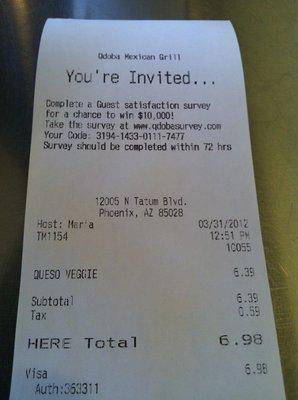 Qdoba Mexican Grill
You're Invited...
Complete a Guest satisfaction survey
for a chance to win $10,000!
Take the survey at www.qdobasurvey.com
Your Code: 3194-1433-0111-7477
Survey should be completed within 72 hrs
12005 N Tatum Blvd.
Phoenix, AZ 85028
Host: Maria 03/31/2012
TM1154 12:51 PM
10055
QUESO VEGGIE 6.39
Subtotal 6.39
Tax 0.59
HERE Total 6.98
Visa 6.98
Auth:363311